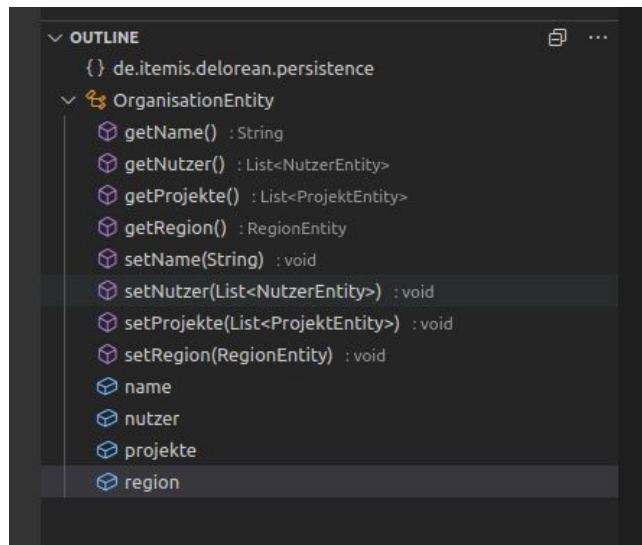 OUTLINE
{} de.itemis.delorean.persistence
OrganisationEntity
getName() : String
getNutzer() : List<NutzerEntity>
getProjekte() : List<ProjektEntity>
getRegion() : RegionEntity
setName(String) : void
setNutzer(List<NutzerEntity>) : void
setProjekte(List<ProjektEntity>) : void
setRegion(RegionEntity) : void
name
nutzer
projekte
region